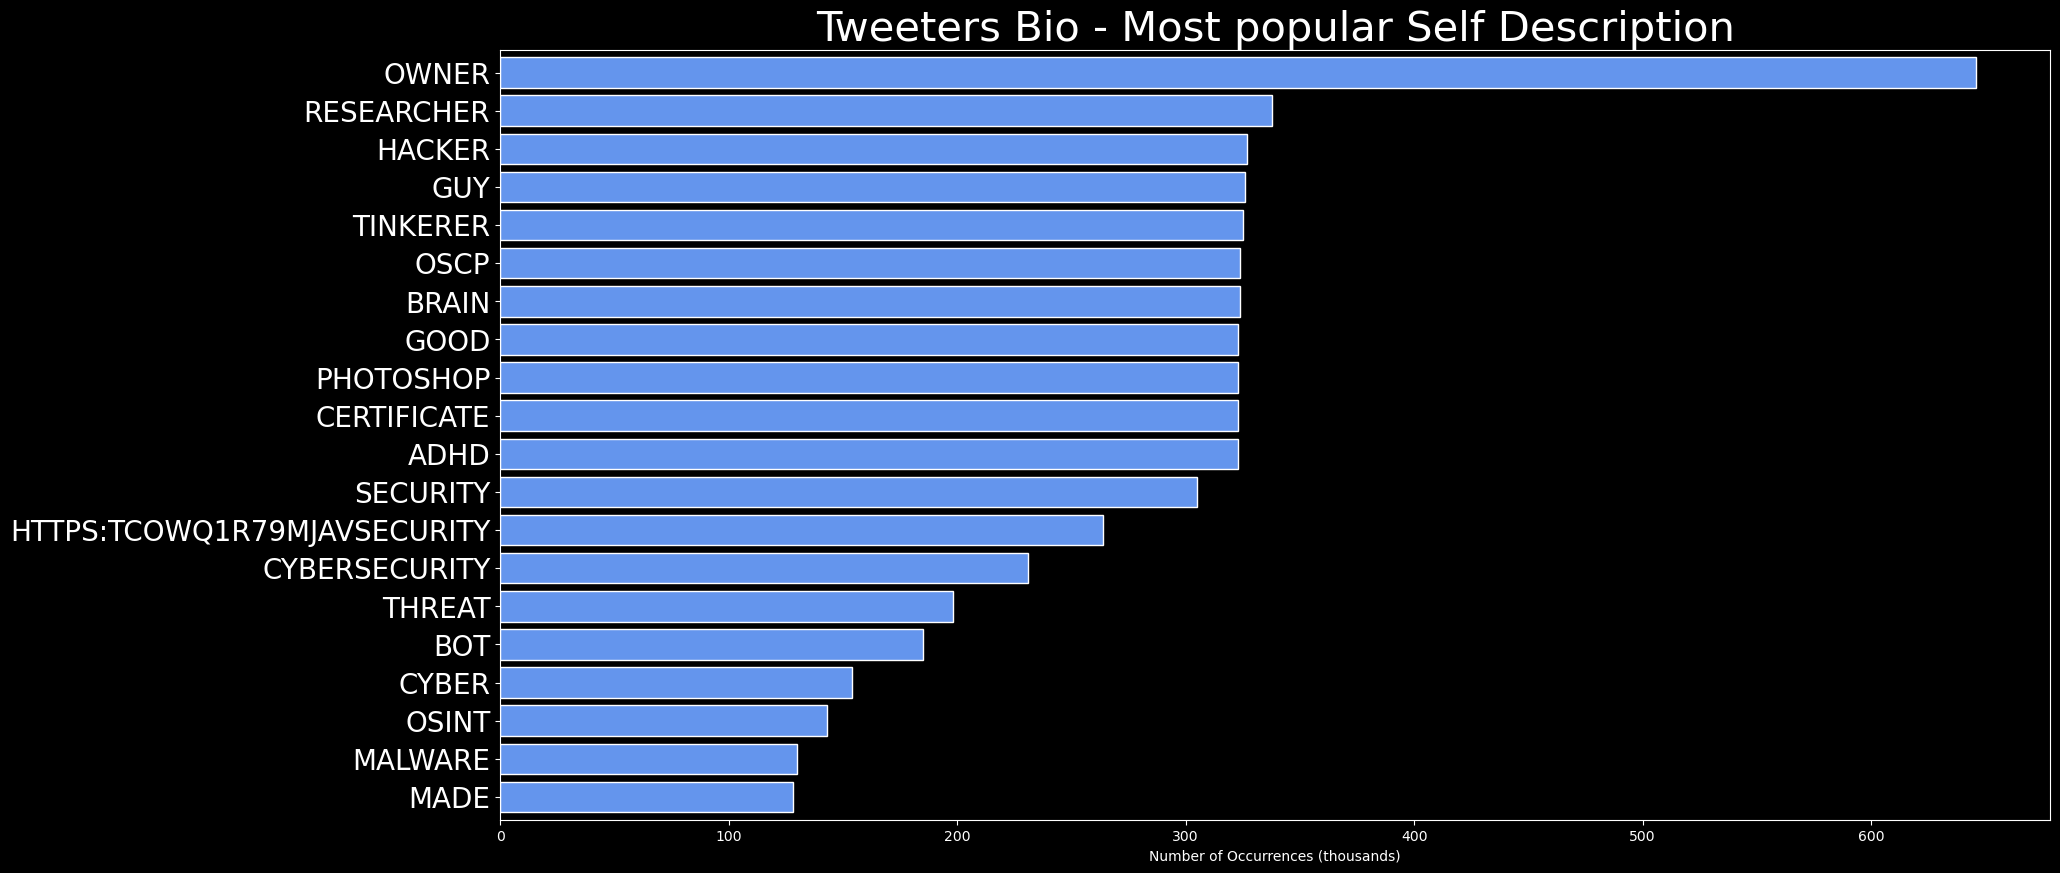 Tweeters Bio - Most popular Self Description
OWNER
RESEARCHER
HACKER
GUY
TINKERER
OSCP
BRAIN
GOOD
PHOTOSHOP
CERTIFICATE
ADHD
SECURITY
HTTPS:TCOWQ1R79MJAVSECURITY
CYBERSECURITY
THREAT
BOT
CYBER
OSINT
MALWARE
MADE
0 100 200 300 400 500 600
Number of Occurrences (thousands)